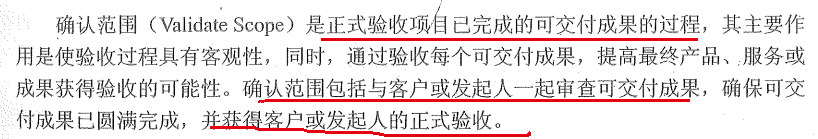 确认范围（Validate Scope）是正式验收项目已完成的可交付成果的过程，其主要作
用是使验收过程具有客观性，同时，通过验收每个可交付成果，提高最终产品、服务或
成果获得验收的可能性。确认范围包括与客户或发起人一起审查可交付成果，确保可交
付成果已圆满完成，并获得客户或发起人的正式验收。